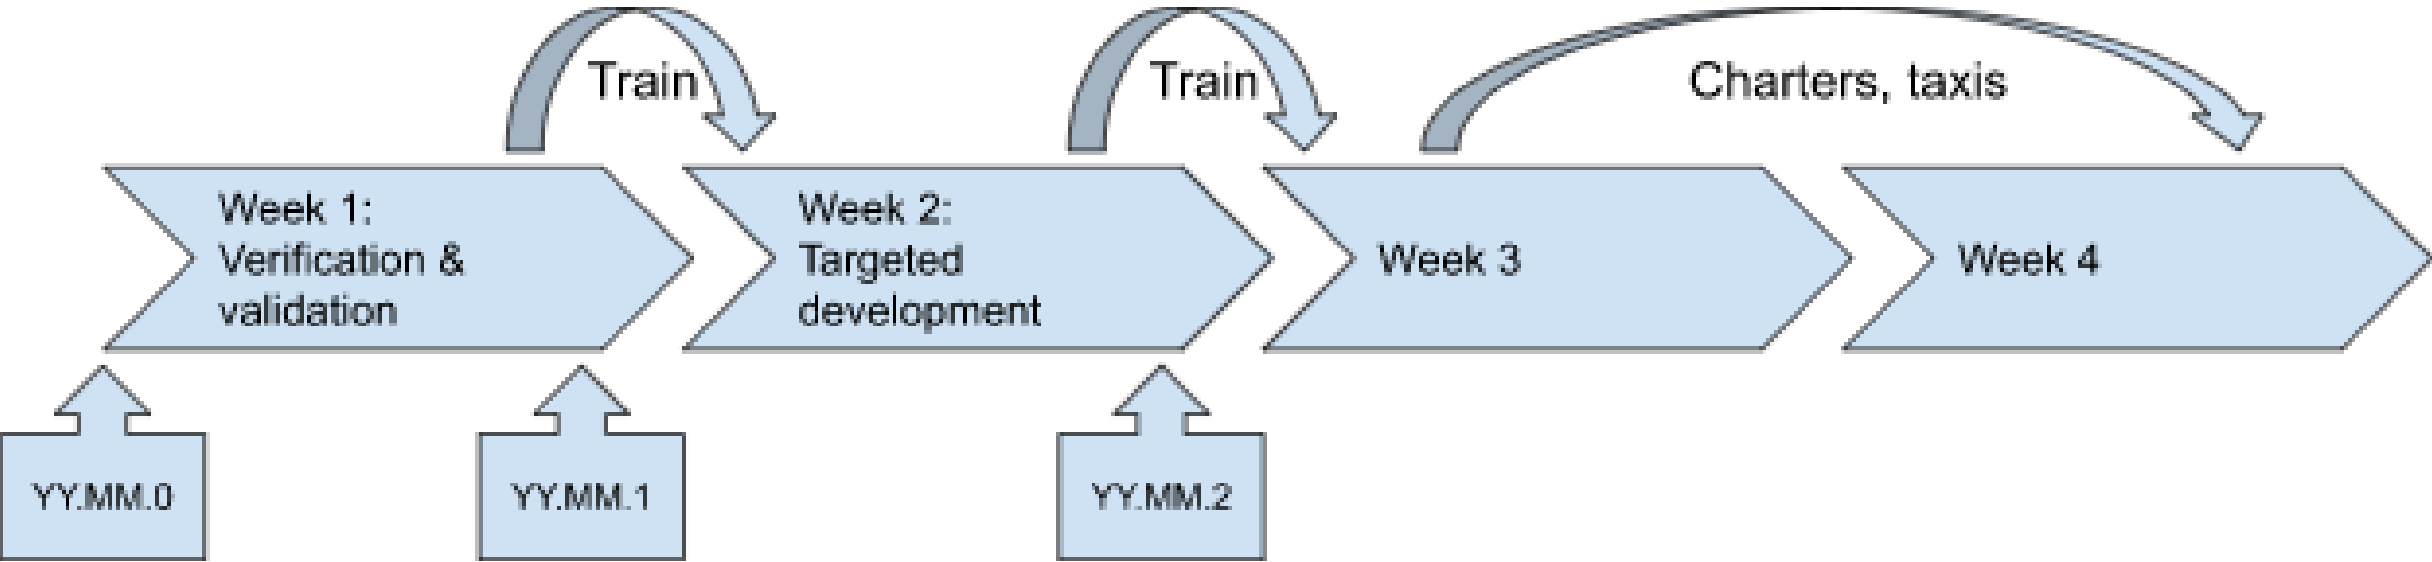 Train
Train
Charters, taxis
Week 1:
Verification &
validation
Week 2:
Targeted
development
Week 3
Week 4
YY.MM.0
YY.MM.1
YY.MM.2